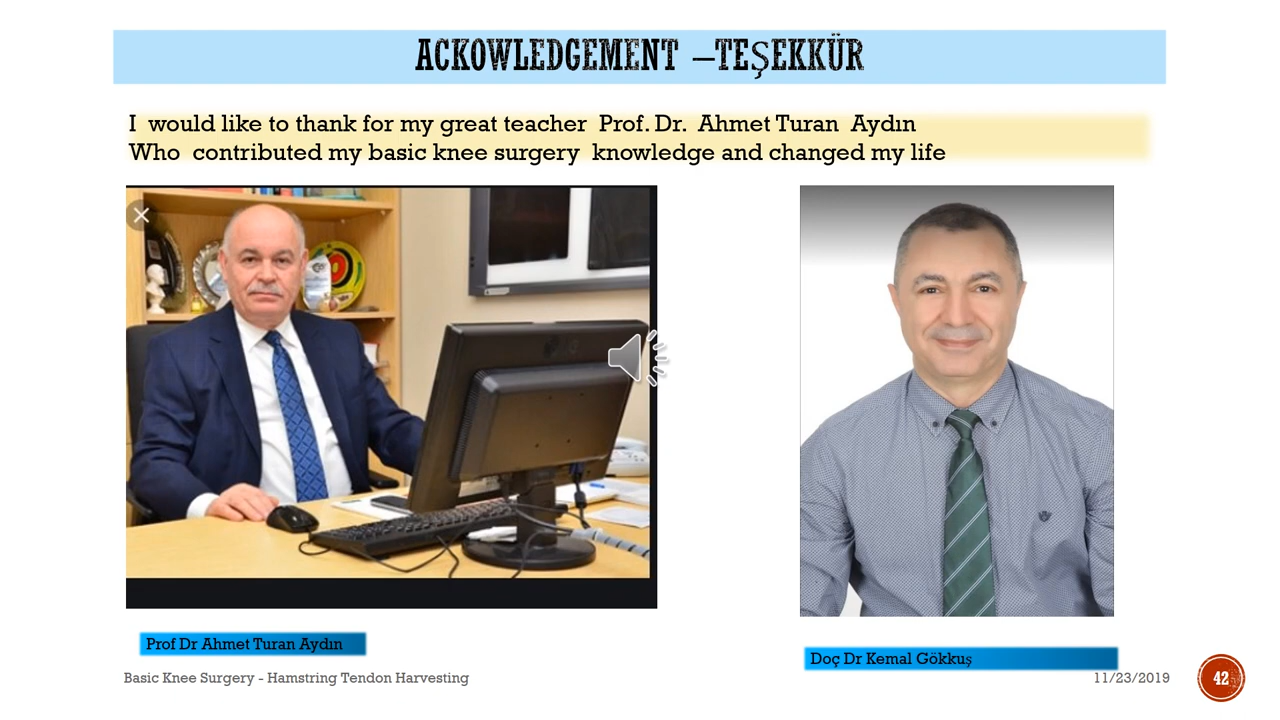 ACKOWLEDGEMENT –TEŞEKKÜR
I would like to thank for my great teacher Prof. Dr. Ahmet Turan Aydın
Who contributed my basic knee surgery knowledge and changed my life
Prof Dr Ahmet Turan Aydın
Doç Dr Kemal Gökkuş
Basic Knee Surgery - Hamstring Tendon Harvesting
11/23/2019
42